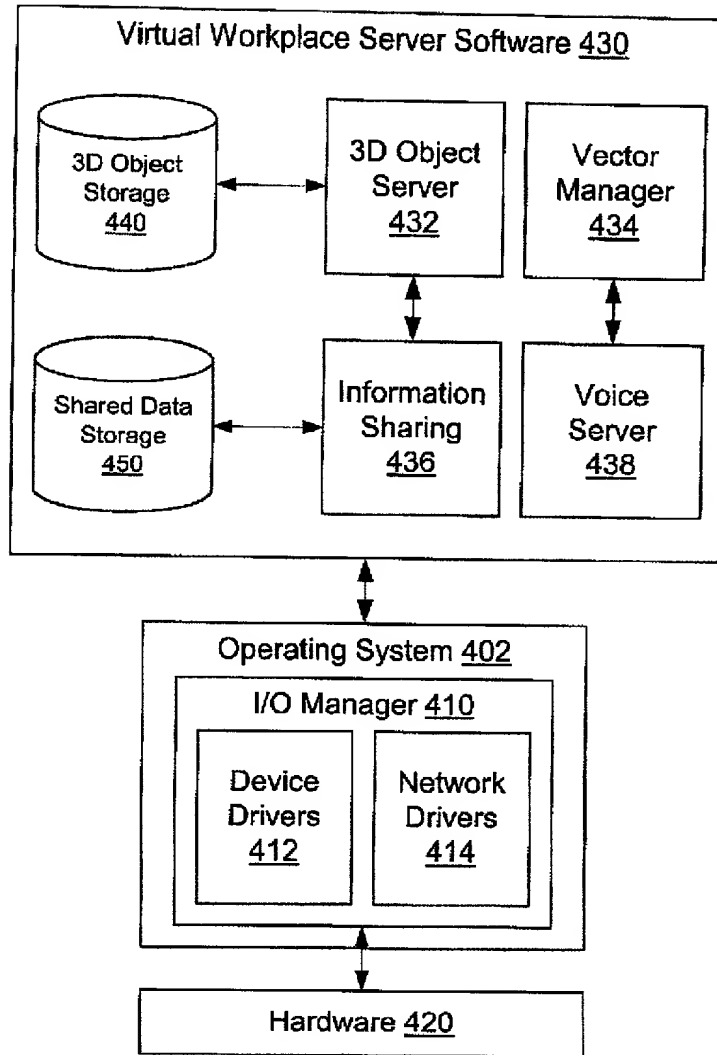 Virtual Workplace Server Software 430
3D Object
Storage
440
3D Object
Server
432
Vector
Manager
434
Shared Data
Storage
450
Information
Sharing
436
Voice
Server
438
Operating System 402
I/O Manager 410
Device
Drivers
412
Network
Drivers
414
Hardware 420